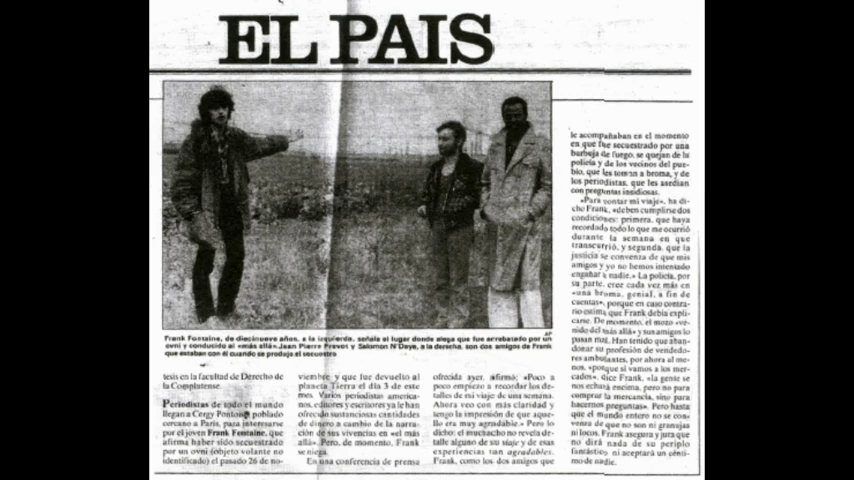 EL PAIS
AP
Frank Fontaine, de diecinueve años, a la izquierda, señala el lugar donde alega que fue arrebatado por un
ovni y conducido al «más allá». Jean Pierre Prevot y Salomon N'Daye, a la derecha, son dos amigos de Frank
que estaban con él cuando se produjo el secuestro.
tesis en la facultad de Derecho de
la Complutense.
Periodistas de todo el mundo
llegan a Cergy Pontoise, poblado
cercano a París, para interesarse
por el joven Frank Fontaine, que
afirma haber sido secuestrado
por un ovni (objeto volante no
identificado) el pasado 26 de no-
viembre y que fue devuelto al
planeta Tierra el día 3 de este
mes. Varios periodistas america-
nos, editores y escritores ya le han
ofrecido sustanciosas cantidades
de dinero a cambio de la narra-
ción de sus vivencias en «el más
allá». Pero, de momento, Frank
se niega.
En una conferencia de prensa
ofrecida ayer, afirmó: «Poco a
poco empiezo a recordar los de-
talles de mi viaje de una semana.
Ahora veo con más claridad y
tengo la impresión de que aque-
llo era muy agradable.» Pero lo
dicho: el muchacho no revela de-
talle alguno de su viaje y de esas
experiencias tan agradables.
Frank, como los dos amigos que
le acompañaban en el momento
en que fue secuestrado por una
burbuja de fuego, se quejan de la
policía y de los vecinos del pue-
blo, que les toman a broma, y de
los periodistas, que les asedian
con preguntas insidiosas.
«Para contar mi viaje», ha di-
cho Frank, «deben cumplirse dos
condiciones: primera, que haya
recordado todo lo que me ocurrió
durante la semana en que
transcurrió, y segunda, que la
justicia se convenza de que mis
amigos y yo no hemos intentado
engañar a nadie.» La policía, por
su parte, cree cada vez más en
«una broma, genial, a fin de
cuentas», porque en caso contra-
rio estima que Frank debía expli-
carse. De momento, el mozo «ve-
nido del más allá» y sus amigos lo
pasan mal. Han tenido que aban-
donar su profesión de vendedo-
res ambulantes, por ahora al me-
nos, «porque si vamos a los mer-
cados», dice Frank, «la gente se
nos echará encima, pero no para
comprar la mercancía, sino para
hacernos preguntas». Pero hasta
que el mundo entero no se con-
venza de que no son ni granujas
ni locos, Frank asegura y jura que
no dirá nada de su periplo
fantástico ni aceptará un cénti-
mo de nadie.